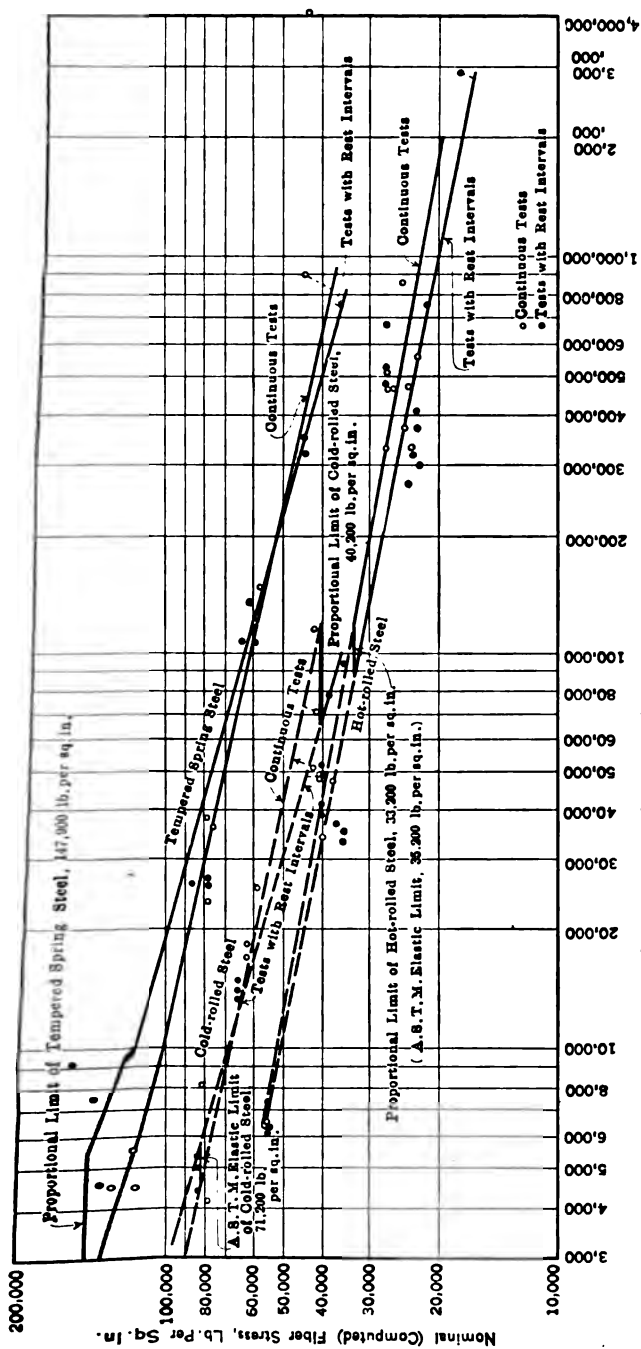 Proportional Limit of Tempered Spring Steel, 147,900 lb. per sq. in.
Tempered Spring Steel
Continuous Tests
Tests with Rest Intervals
Proportional Limit of Cold-rolled Steel,
40,200 lb. per sq. in.
Cold-rolled Steel
Continuous Tests
Tests with Rest Intervals
A.S.T.M. Elastic Limit
of Cold-rolled Steel
71,200 lb.
per sq. in.
Hot-rolled Steel
Continuous Tests
Tests with Rest Intervals
Proportional Limit of Hot-rolled Steel, 33,200 lb. per sq. in.
( A.S.T.M. Elastic Limit, 35,200 lb. per sq. in.)
○ Continuous Tests
● Tests with Rest Intervals
Nominal (Computed) Fiber Stress, Lb. Per Sq. In.
200,000
100,000
80,000
60,000
50,000
40,000
30,000
20,000
10,000
3,000
4,000
5,000
6,000
8,000
10,000
20,000
30,000
40,000
50,000
60,000
80,000
100,000
200,000
300,000
400,000
500,000
600,000
800,000
1,000,000
2,000
,000
3,000
,000
4,000,000